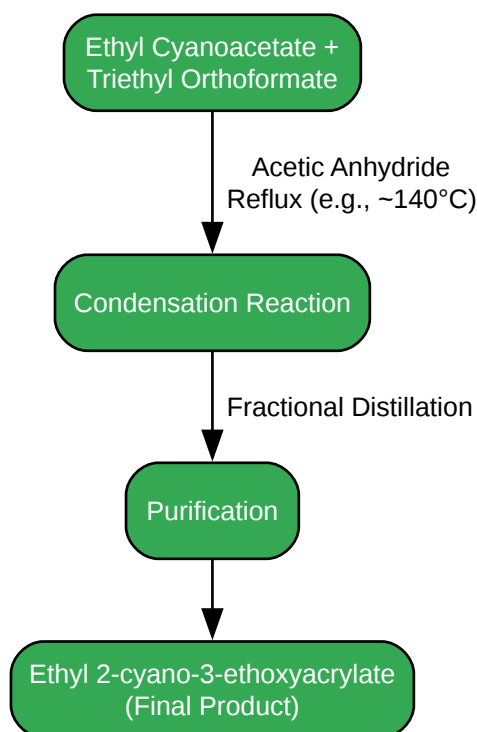 Ethyl Cyanoacetate +
Triethyl Orthoformate
Acetic Anhydride
Reflux (e.g., ~140°C)
Condensation Reaction
Fractional Distillation
Purification
Ethyl 2-cyano-3-ethoxyacrylate
(Final Product)